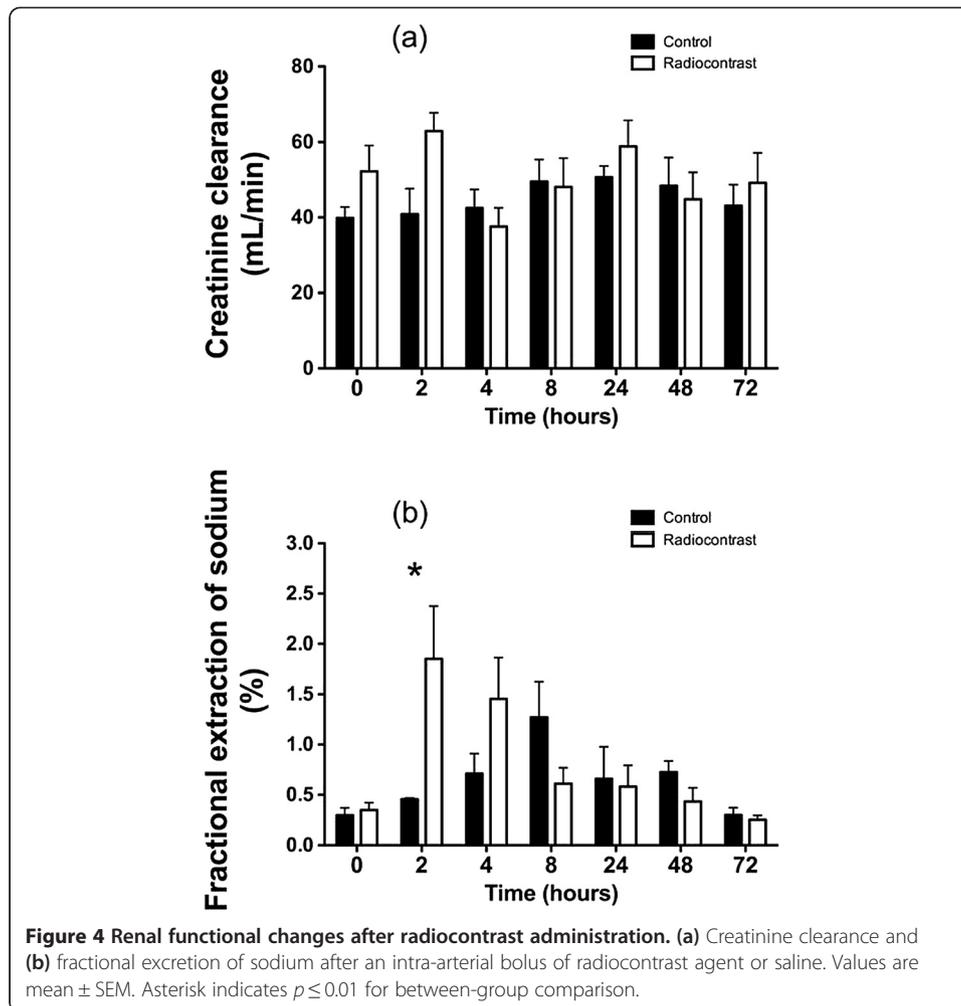 (a)
Control
Radiocontrast
Creatinine clearance
(mL/min)
80
60
40
20
0
0 2 4 8 24 48 72
Time (hours)
(b)
Control
Radiocontrast
Fractional extraction of sodium
(%)
3.0
2.5
2.0
1.5
1.0
0.5
0.0
*
0 2 4 8 24 48 72
Time (hours)
Figure 4 Renal functional changes after radiocontrast administration. (a) Creatinine clearance and
(b) fractional excretion of sodium after an intra-arterial bolus of radiocontrast agent or saline. Values are
mean ± SEM. Asterisk indicates p ≤ 0.01 for between-group comparison.